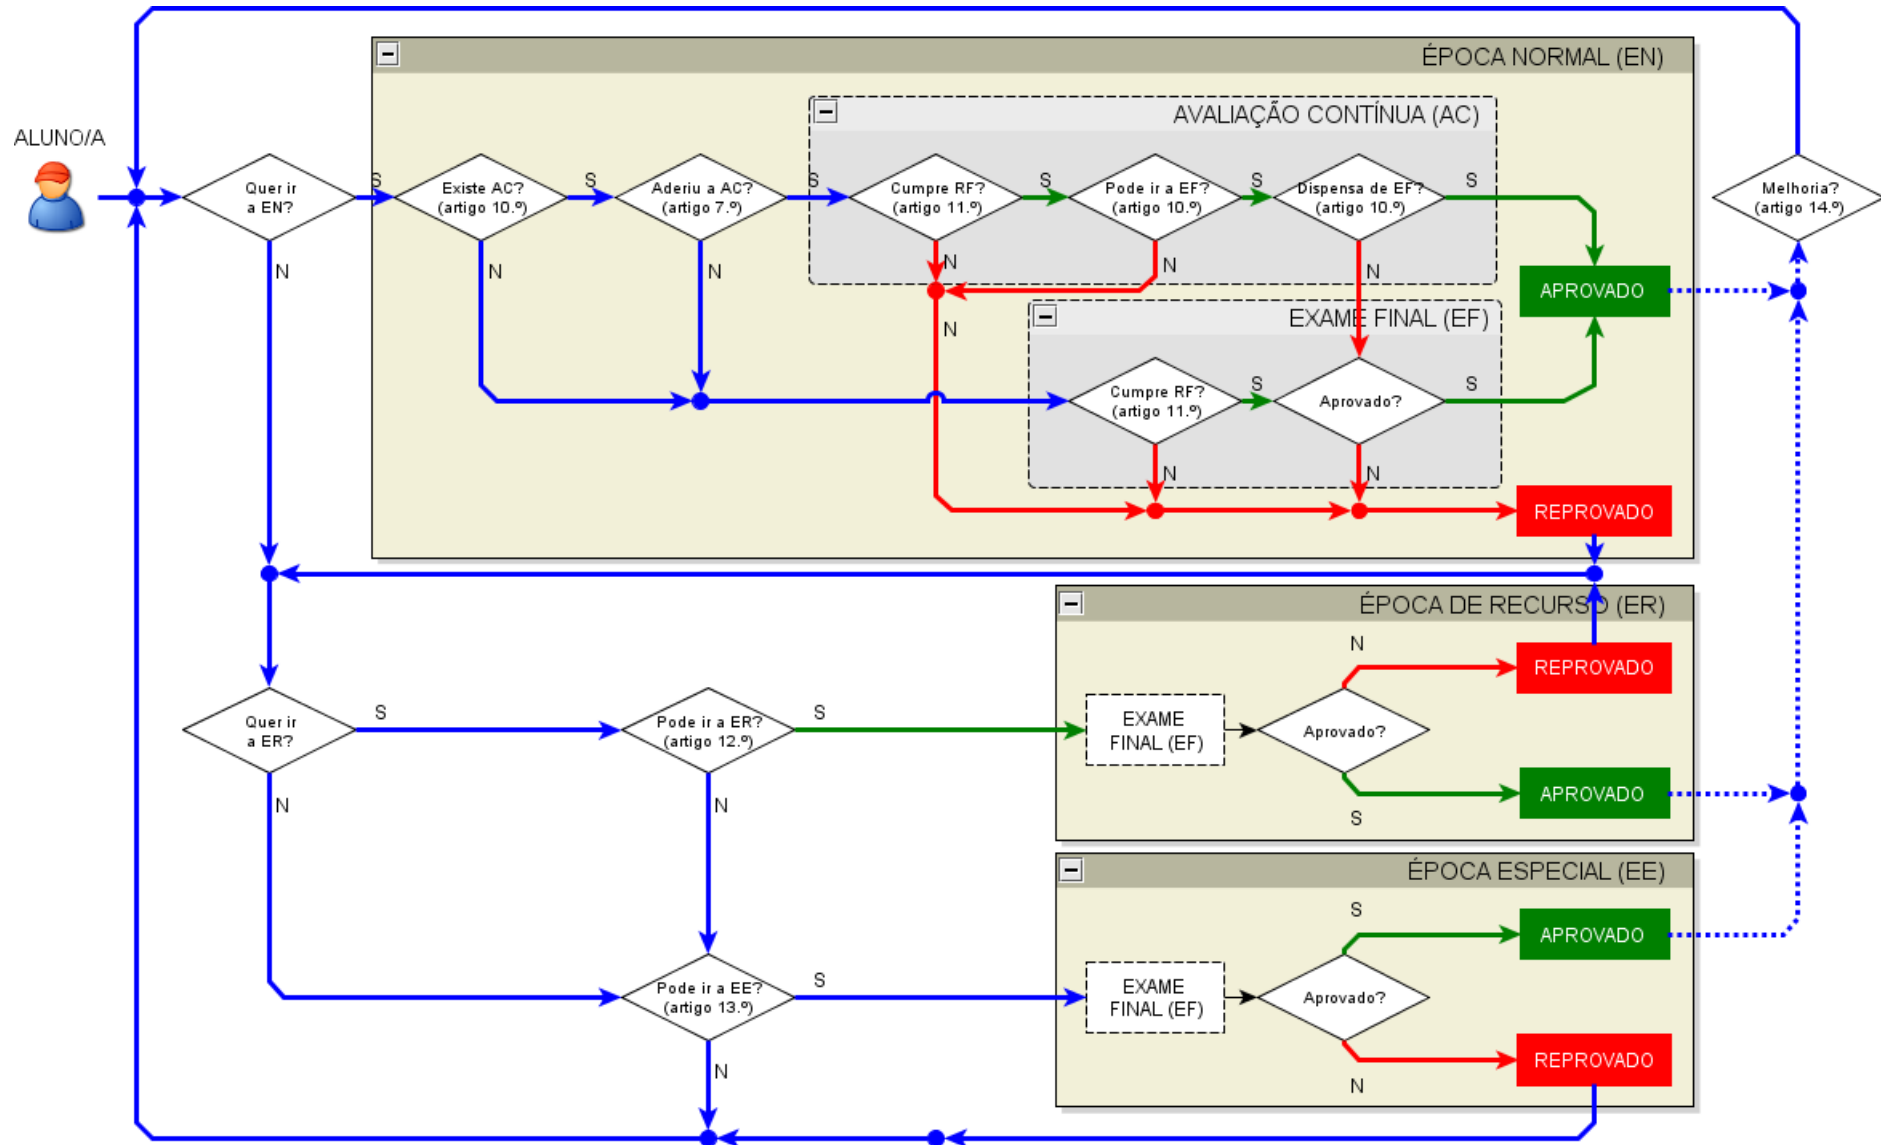 ÉPOCA NORMAL (EN)
AVALIAÇÃO CONTÍNUA (AC)
ALUNO/A
Quer ir
a EN?
S
Existe AC?
(artigo 10.º)
S
Aderiu a AC?
(artigo 7.º)
S
Cumpre RF?
(artigo 11.º)
S
Pode ir a EF?
(artigo 10.º)
S
Dispensa de EF?
(artigo 10.º)
S
Melhoria?
(artigo 14.º)
N
N
N
N
N
N
APROVADO
N
EXAME FINAL (EF)
Cumpre RF?
(artigo 11.º)
S
Aprovado?
S
N
N
REPROVADO
ÉPOCA DE RECURSO (ER)
N
REPROVADO
Quer ir
a ER?
S
Pode ir a ER?
(artigo 12.º)
S
EXAME
FINAL (EF)
Aprovado?
N
N
APROVADO
S
ÉPOCA ESPECIAL (EE)
S
APROVADO
Pode ir a EE?
(artigo 13.º)
S
EXAME
FINAL (EF)
Aprovado?
REPROVADO
N
N